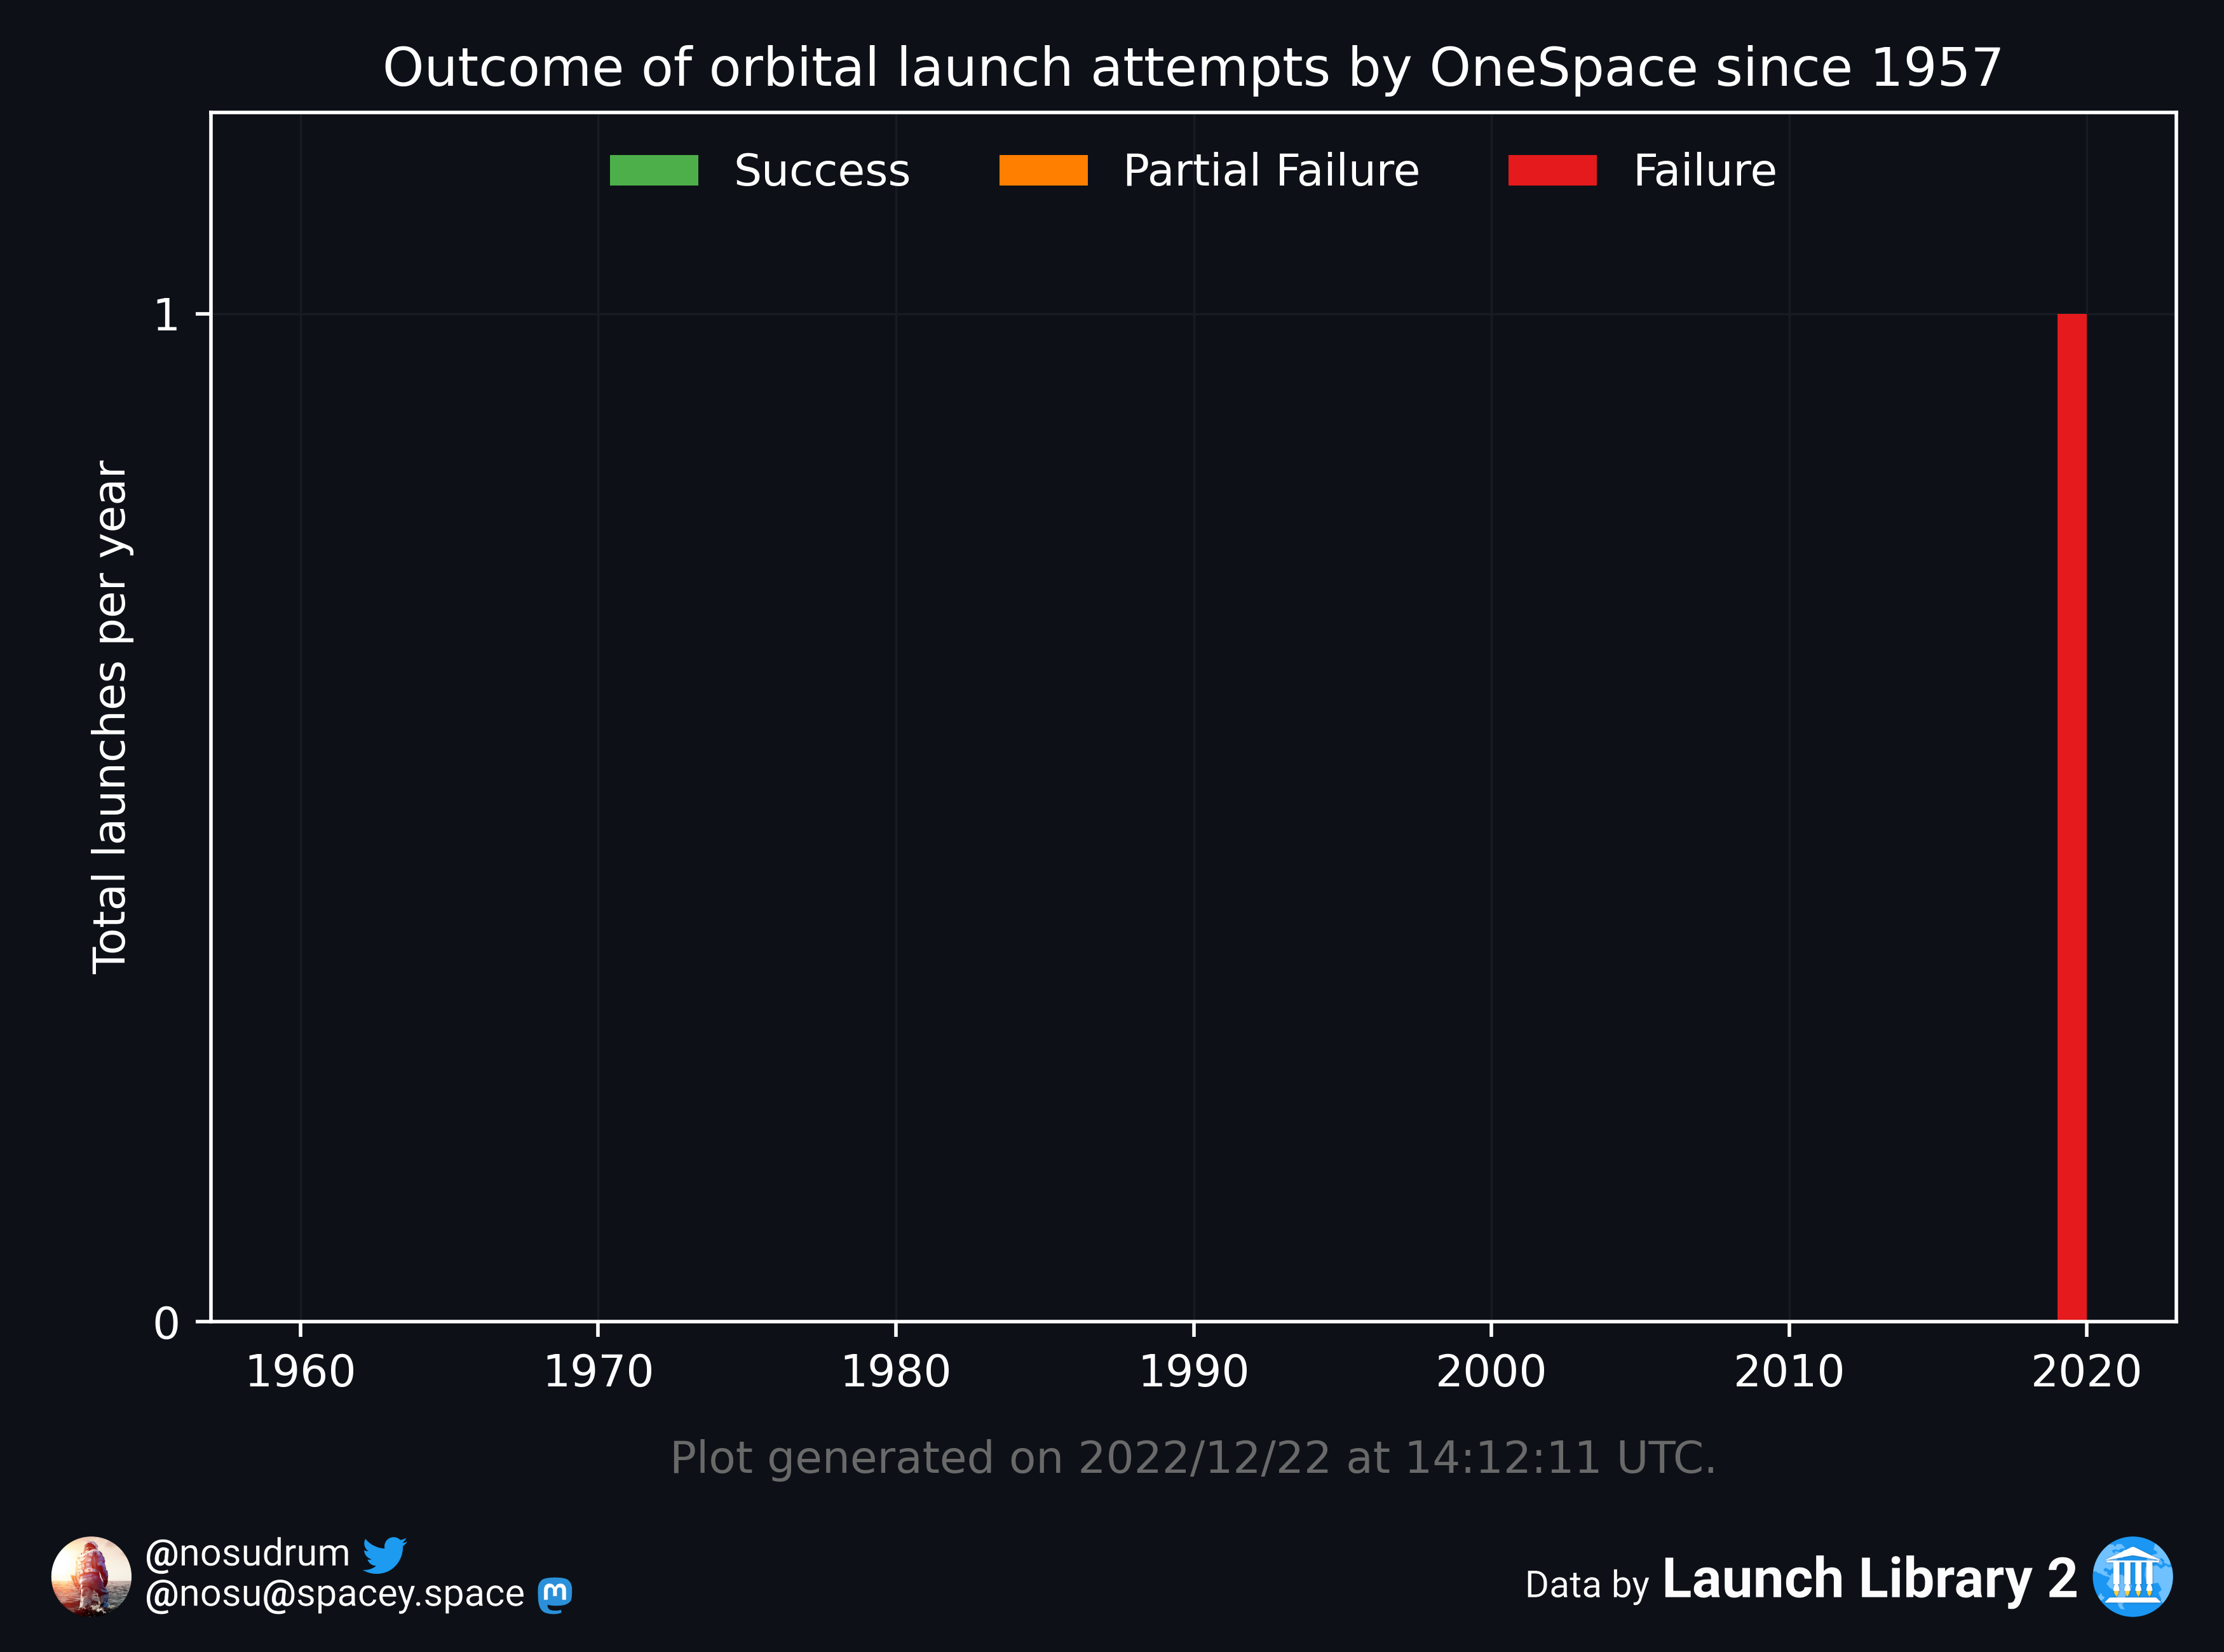 Outcome of orbital launch attempts by OneSpace since 1957
Success Partial Failure Failure
Total launches per year
1
0
1960 1970 1980 1990 2000 2010 2020
Plot generated on 2022/12/22 at 14:12:11 UTC.
@nosudrum
@nosu@spacey.space
Data by Launch Library 2